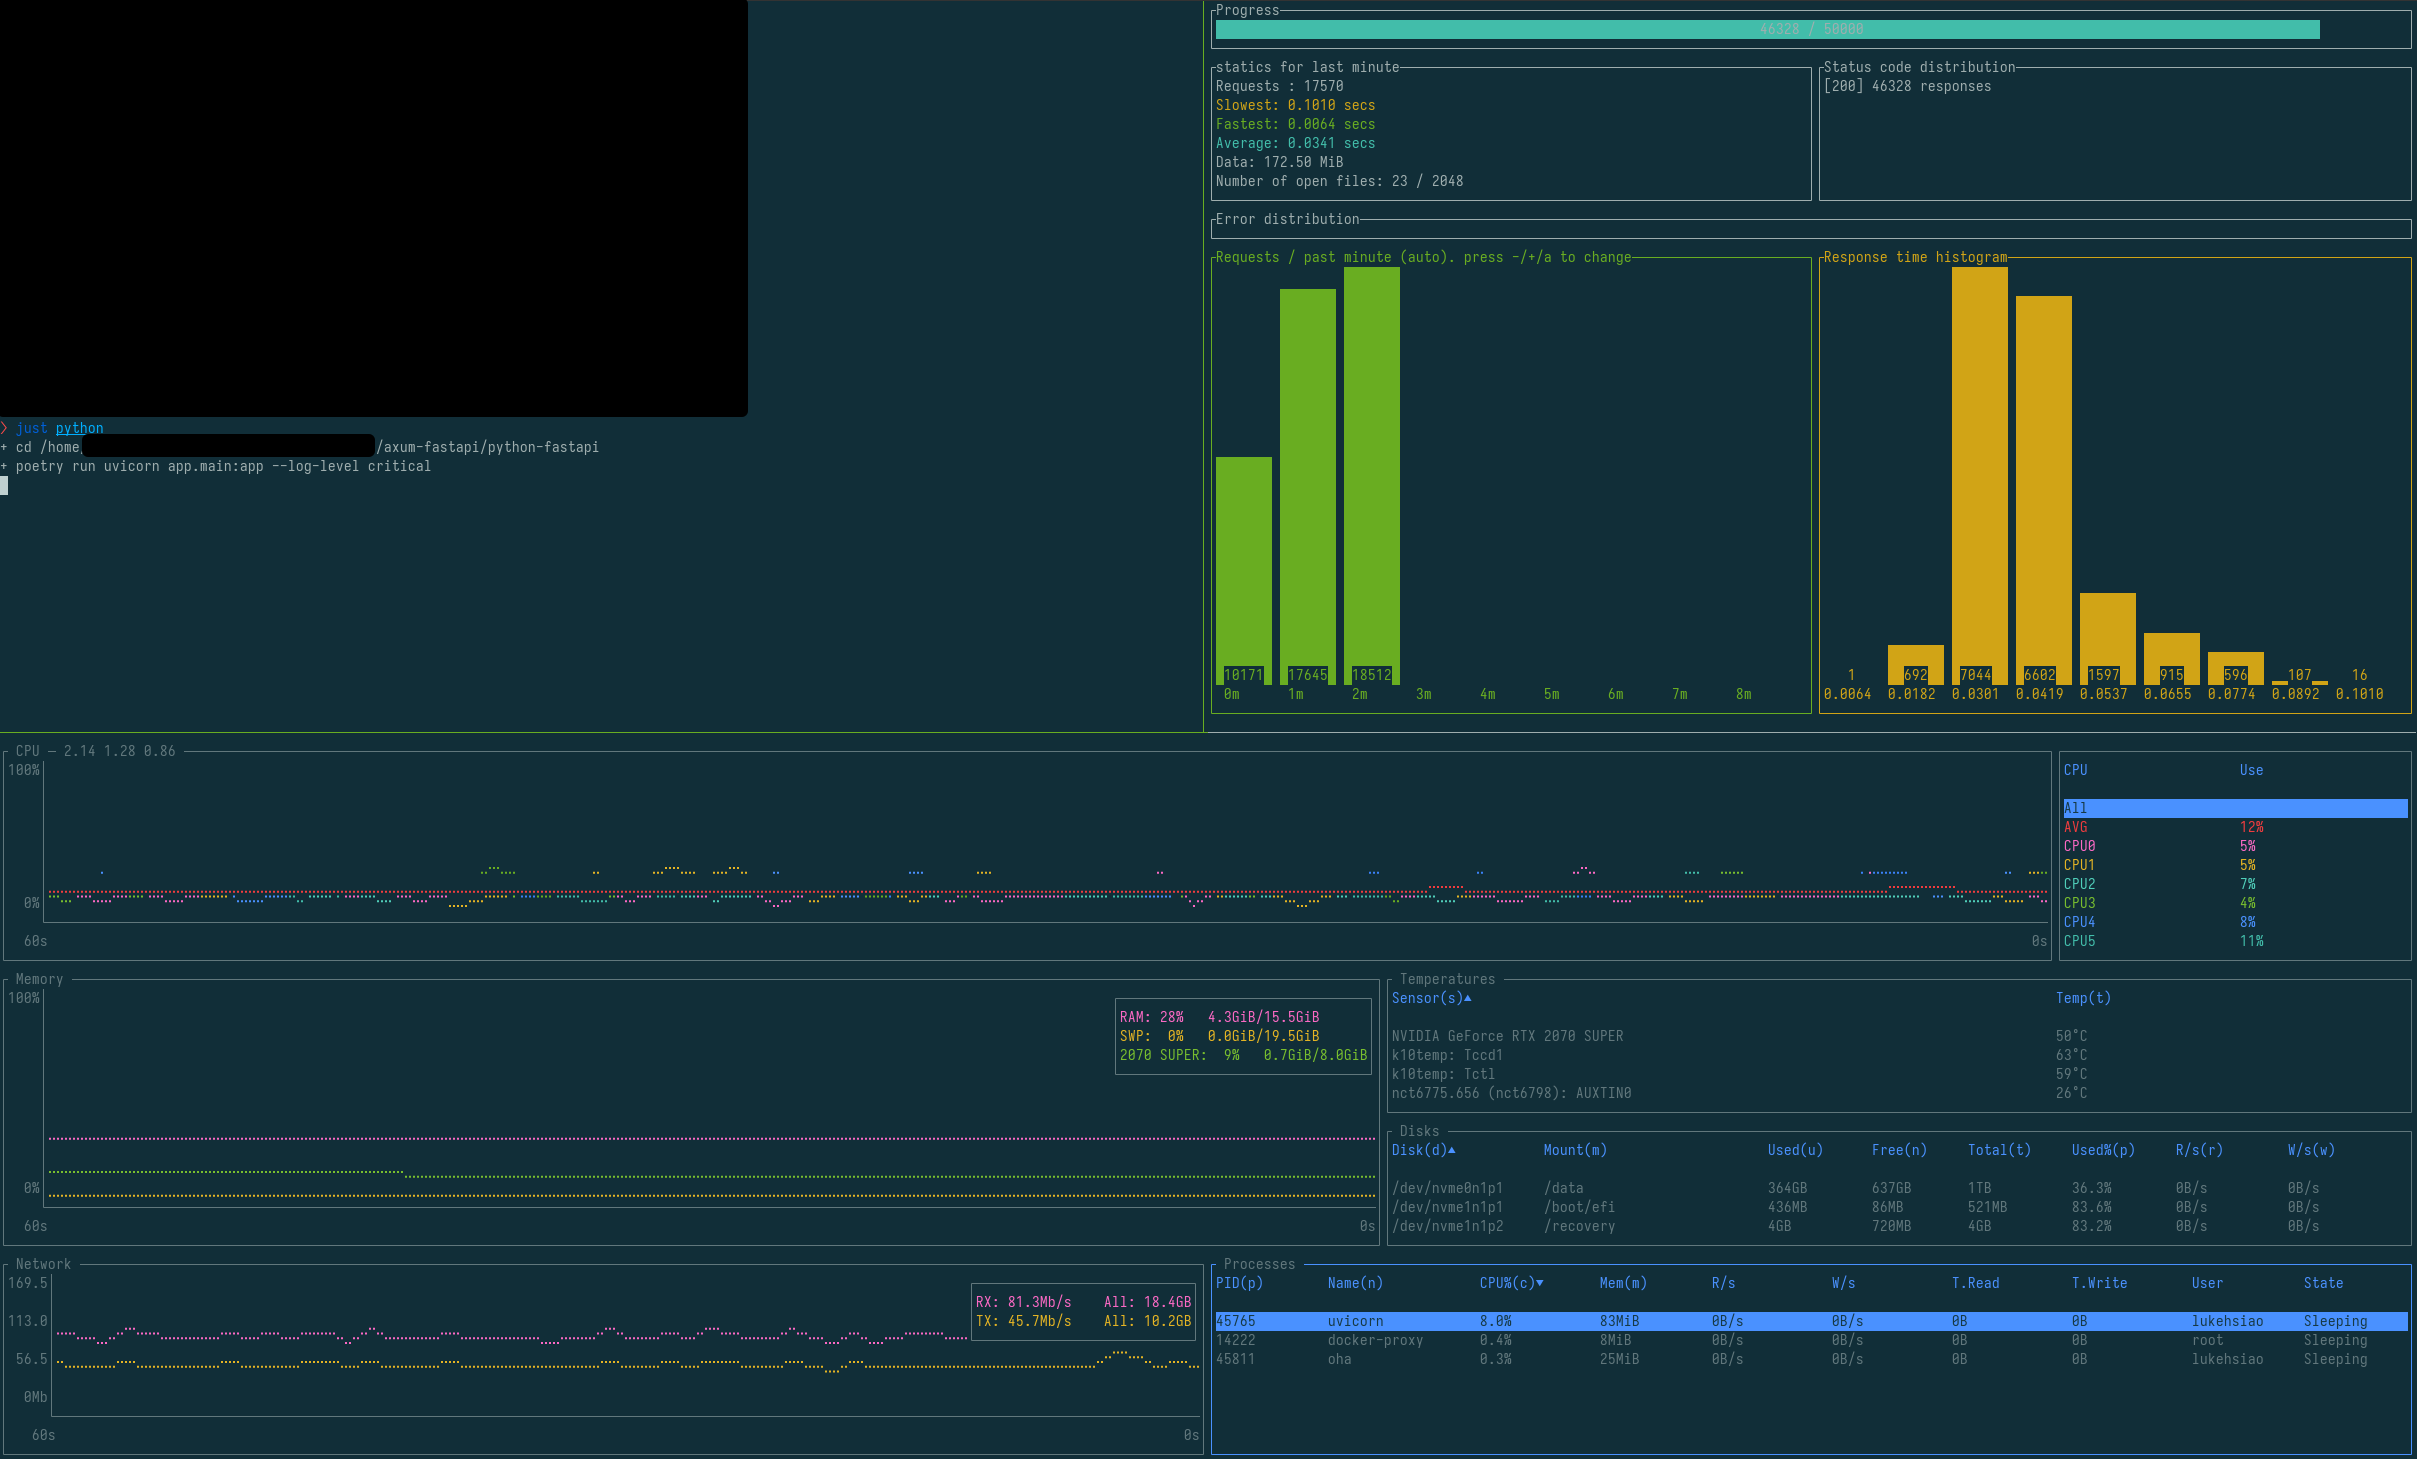 ❯ just python
+ cd /home/ /axum-fastapi/python-fastapi
+ poetry run uvicorn app.main:app --log-level critical
Progress
46328 / 50000
statics for last minute
Requests : 17570
Slowest: 0.1010 secs
Fastest: 0.0064 secs
Average: 0.0341 secs
Data: 172.50 MiB
Number of open files: 23 / 2048
Status code distribution
[200] 46328 responses
Error distribution
Requests / past minute (auto). press -/+/a to change
10171 17645 18512
0m 1m 2m 3m 4m 5m 6m 7m 8m
Response time histogram
1 692 7044 6602 1597 915 596 107 16
0.0064 0.0182 0.0301 0.0419 0.0537 0.0655 0.0774 0.0892 0.1010
CPU — 2.14 1.28 0.86
100%
0%
60s 0s
CPU Use
All
AVG 12%
CPU0 5%
CPU1 5%
CPU2 7%
CPU3 4%
CPU4 8%
CPU5 11%
Memory
100%
RAM: 28% 4.3GiB/15.5GiB
SWP: 0% 0.0GiB/19.5GiB
2070 SUPER: 9% 0.7GiB/8.0GiB
0%
60s 0s
Temperatures
Sensor(s)▲ Temp(t)
NVIDIA GeForce RTX 2070 SUPER 50°C
k10temp: Tccd1 63°C
k10temp: Tctl 59°C
nct6775.656 (nct6798): AUXTIN0 26°C
Disks
Disk(d)▲ Mount(m) Used(u) Free(n) Total(t) Used%(p) R/s(r) W/s(w)
/dev/nvme0n1p1 /data 364GB 637GB 1TB 36.3% 0B/s 0B/s
/dev/nvme1n1p1 /boot/efi 436MB 86MB 521MB 83.6% 0B/s 0B/s
/dev/nvme1n1p2 /recovery 4GB 720MB 4GB 83.2% 0B/s 0B/s
Network
169.5
RX: 81.3Mb/s All: 18.4GB
TX: 45.7Mb/s All: 10.2GB
113.0
56.5
0Mb
60s 0s
Processes
PID(p) Name(n) CPU%(c)▼ Mem(m) R/s W/s T.Read T.Write User State
45765 uvicorn 8.0% 83MiB 0B/s 0B/s 0B 0B lukehsiao Sleeping
14222 docker-proxy 0.4% 8MiB 0B/s 0B/s 0B 0B root Sleeping
45811 oha 0.3% 25MiB 0B/s 0B/s 0B 0B lukehsiao Sleeping